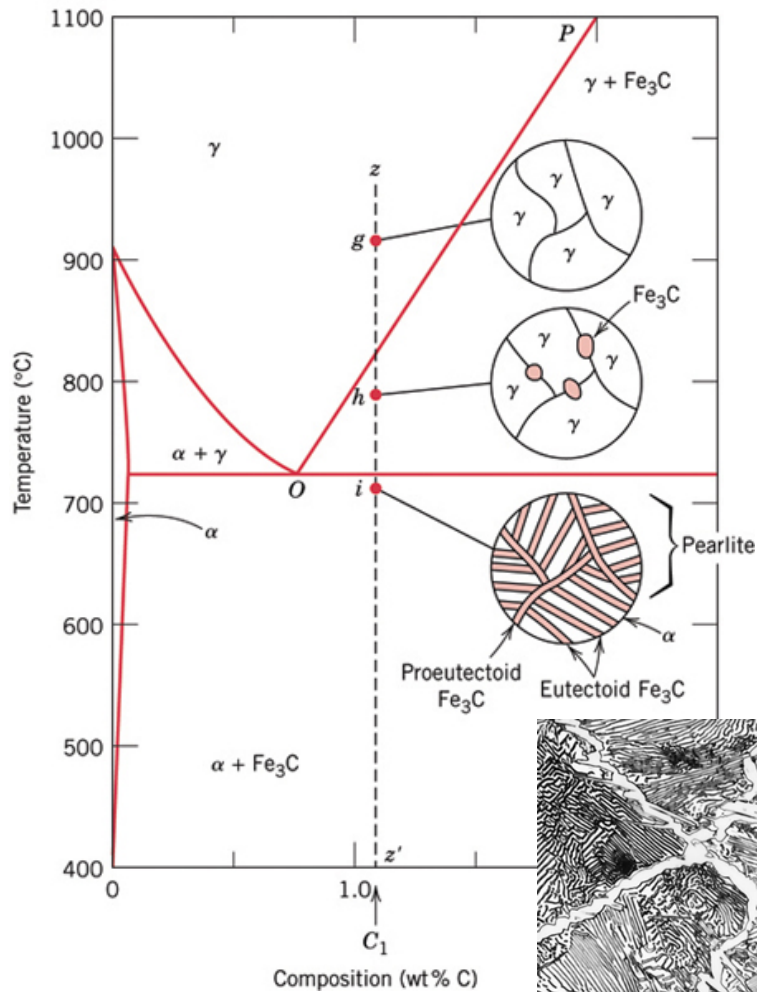 1100
P
γ + Fe₃C
1000
γ
z
γ
γ
γ
g
γ
900
Fe₃C
γ
γ
800
h
γ
γ
α + γ
O
i
700
α
Pearlite
600
α
Proeutectoid
Fe₃C
Eutectoid Fe₃C
500
α + Fe₃C
400
z'
0
1.0
C₁
Composition (wt% C)
Temperature (°C)